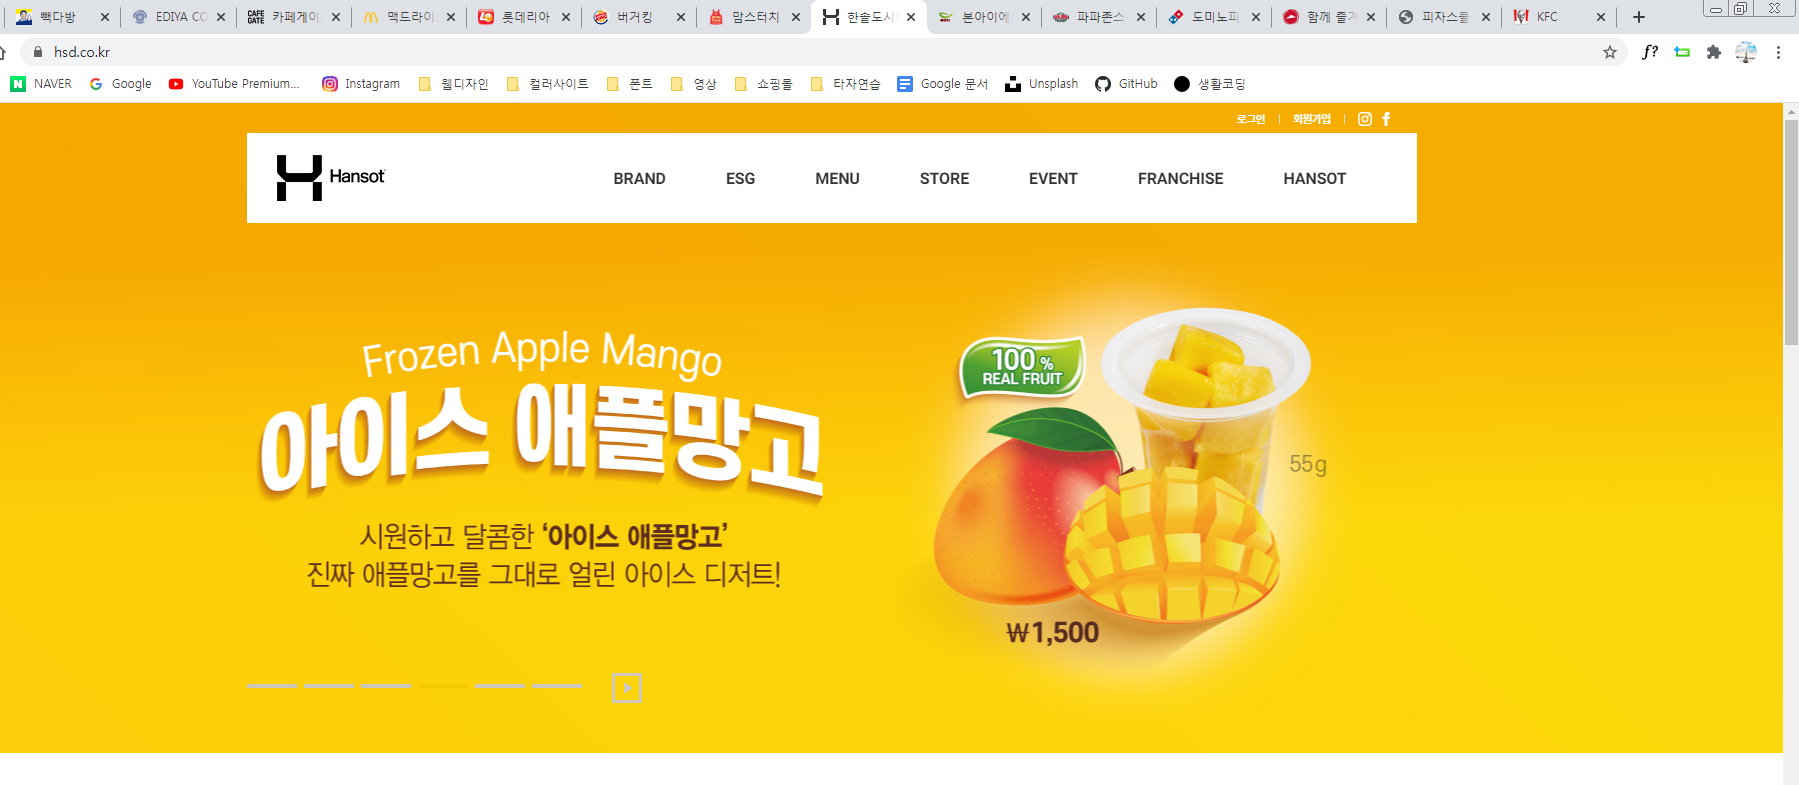 빽다방
EDIYA CO
CAFE GATE
카페게이
맥드라이
롯데리아
버거킹
맘스터치
한솥도시
본아이에
파파존스
도미노피
함께 즐겨
피자스쿨
KFC
hsd.co.kr
f?
NAVER
Google
YouTube Premium...
Instagram
웹디자인
컬러사이트
폰트
영상
쇼핑몰
타자연습
Google 문서
Unsplash
GitHub
생활코딩
로그인
회원가입
Hansot
BRAND
ESG
MENU
STORE
EVENT
FRANCHISE
HANSOT
Frozen Apple Mango
아이스 애플망고
시원하고 달콤한 ‘아이스 애플망고’
진짜 애플망고를 그대로 얼린 아이스 디저트!
100 %
REAL FRUIT
55g
₩1,500